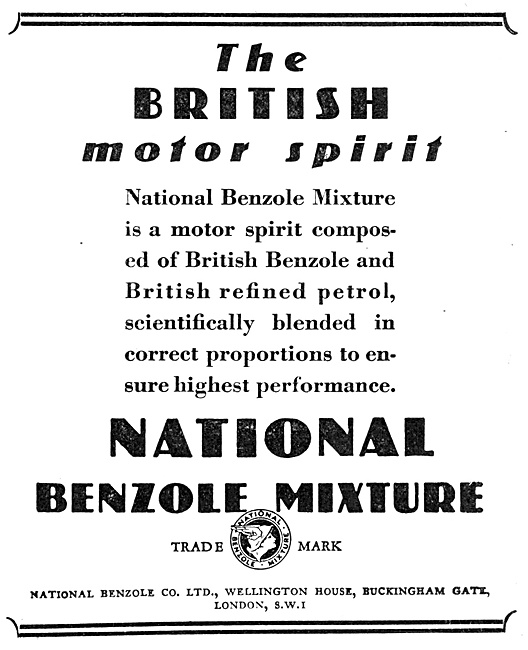 The
BRITISH
motor spirit
National Benzole Mixture
is a motor spirit compos-
ed of British Benzole and
British refined petrol,
scientifically blended in
correct proportions to en-
sure highest performance.
NATIONAL
BENZOLE MIXTURE
TRADE MARK
NATIONAL
BENZOLE · MIXTURE
NATIONAL BENZOLE CO. LTD., WELLINGTON HOUSE, BUCKINGHAM GATE,
LONDON, S.W.1